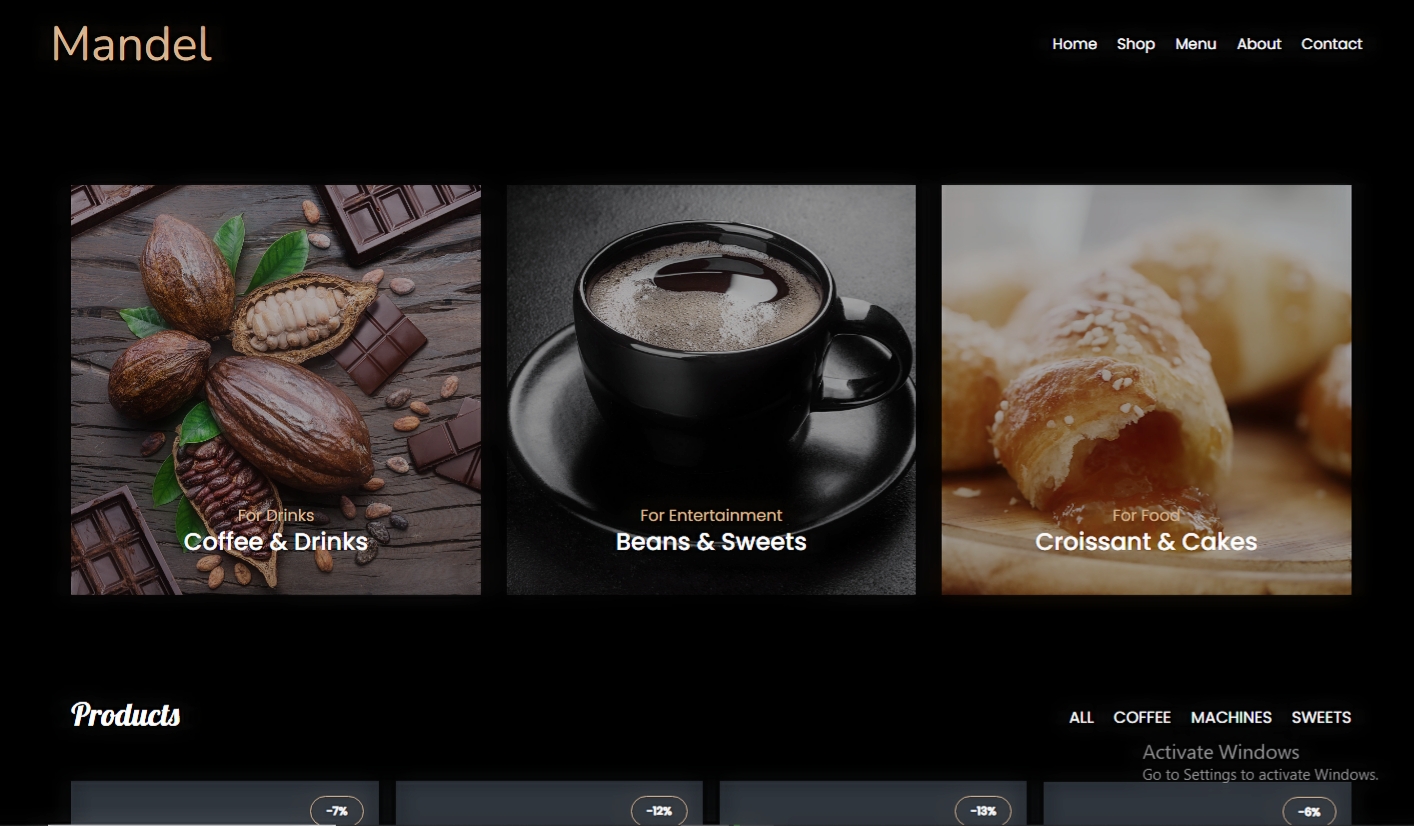 Mandel
Home Shop Menu About Contact
For Drinks
Coffee & Drinks
For Entertainment
Beans & Sweets
For Food
Croissant & Cakes
Products
ALL COFFEE MACHINES SWEETS
Activate Windows
Go to Settings to activate Windows.
-7%
-12%
-13%
-6%